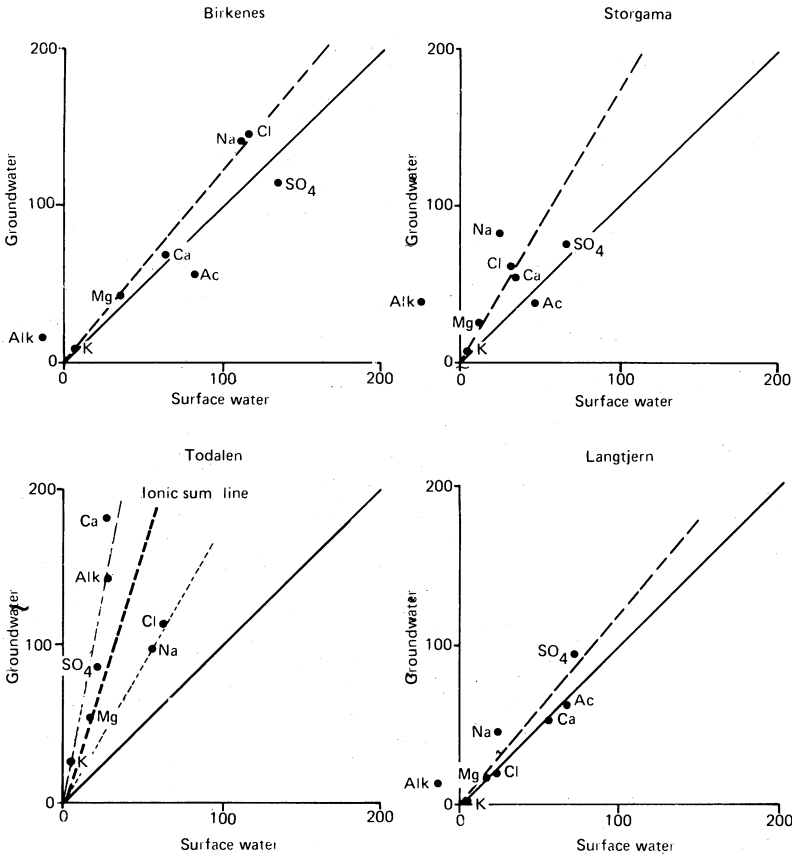 Birkenes
200
Cl
Na
SO4
Groundwater
100
Ca
Ac
Mg
Alk
K
0
0 100 200
Surface water
Storgama
200
Groundwater
100
Na
SO4
Cl
Ca
Alk
Ac
Mg
K
0
0 100 200
Surface water
Todalen
200
Ionic sum line
Ca
Alk
Cl
Groundwater
100
Na
SO4
Mg
K
0
0 100 200
Surface water
Langtjern
200
Groundwater
100
SO4
Ac
Na
Ca
Mg
Cl
Alk
K
0
0 100 200
Surface water